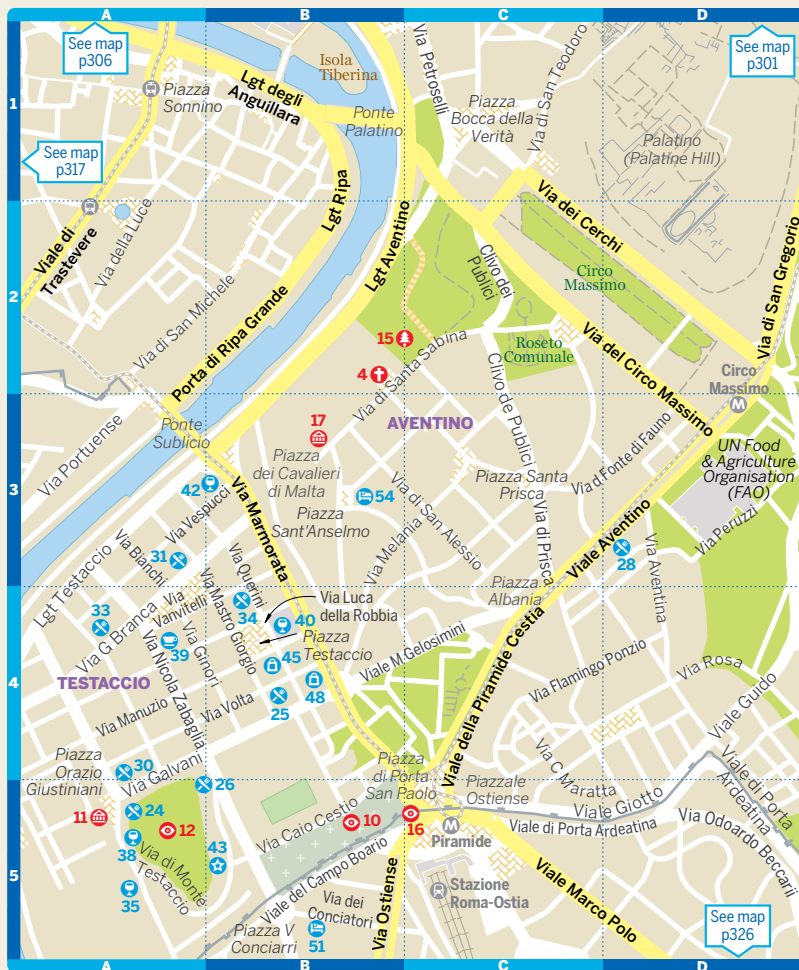 A
B
C
D
See map
p306
Isola
Tiberina
Via Petroselli
Via di San Teodoro
See map
p301
1
Piazza
Sonnino
Lgt degli
Anguillara
Ponte
Palatino
Piazza
Bocca della
Verità
Palatino
(Palatine Hill)
See map
p317
Viale di
Trastevere
Via della Luce
Lgt Ripa
Lgt Aventino
Via dei Cerchi
Via di San Gregorio
2
Via di San Michele
Porta di Ripa Grande
Clivo dei
Publici
Circo
Massimo
15
Roseto
Comunale
Via del Circo Massimo
4
Via di Santa Sabina
Circo
Massimo
M
Ponte
Sublicio
17
AVENTINO
Clivo de Publici
Via d Fonte di Fauno
UN Food
& Agriculture
Organisation
(FAO)
3
Via Portuense
Piazza
dei Cavalieri
di Malta
Piazza Santa
Prisca
42
Via Vespucci
Via Marmorata
54
Piazza
Sant'Anselmo
Via di San Alessio
Via di Prisca
Viale Aventino
Via Peruzzi
Via Melania
28
Via Aventina
31
Via Bianchi
Lgt Testaccio
33
Via G Branca
Via
Vanvitelli
Via Querini
34
Via Mastro Giorgio
Via Luca
della Robbia
40
Piazza
Testaccio
Piazza
Albania
39
Via Ginori
Via Nicola Zabaglia
45
Viale M Gelosimini
Viale della Piramide Cestia
Via Flamingo Ponzio
Via Rosa
4
TESTACCIO
48
25
Via Manuzio
Via Volta
Viale Guido
Piazza
Orazio
Giustiniani
30
Via Galvani
26
Piazza
di Porta
San Paolo
Piazzale
Ostiense
Via C Maratta
Viale Giotto
Viale di Porta
Ardeatina
11
24
12
38
43
Via Caio Cestio
10
16
M
Piramide
Viale di Porta Ardeatina
Via Odoardo Beccarii
5
35
Via di Monte
Testaccio
Viale del Campo Boario
Via dei
Conciatori
Piazza V
Conciarri
51
Via Ostiense
Stazione
Roma-Ostia
Viale Marco Polo
See map
p326
A
B
C
D
1
2
3
4
5